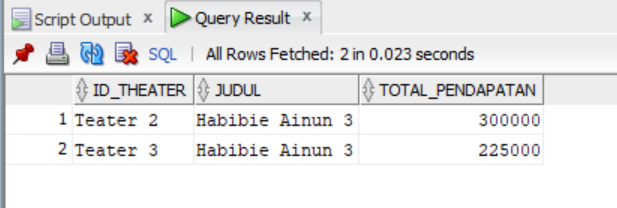 Script Output x Query Result x
SQL | All Rows Fetched: 2 in 0.023 seconds
ID_THEATER JUDUL TOTAL_PENDAPATAN
1 Teater 2 Habibie Ainun 3 300000
2 Teater 3 Habibie Ainun 3 225000